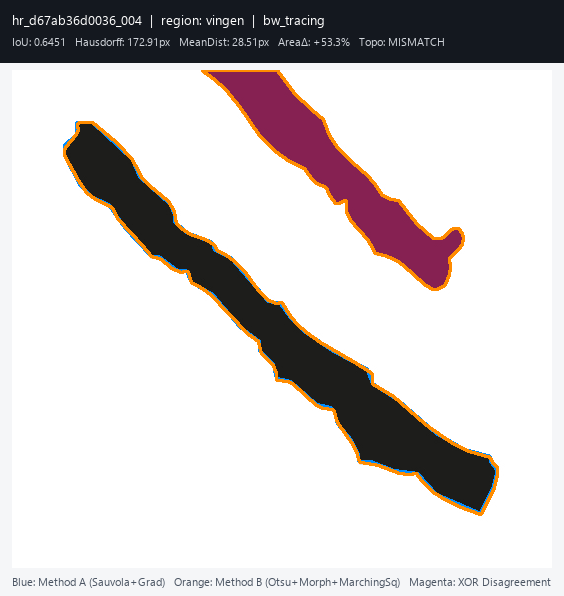 hr_d67ab36d0036_004 | region: vingen | bw_tracing
IoU: 0.6451 Hausdorff: 172.91px MeanDist: 28.51px AreaΔ: +53.3% Topo: MISMATCH
Blue: Method A (Sauvola+Grad) Orange: Method B (Otsu+Morph+MarchingSq) Magenta: XOR Disagreement